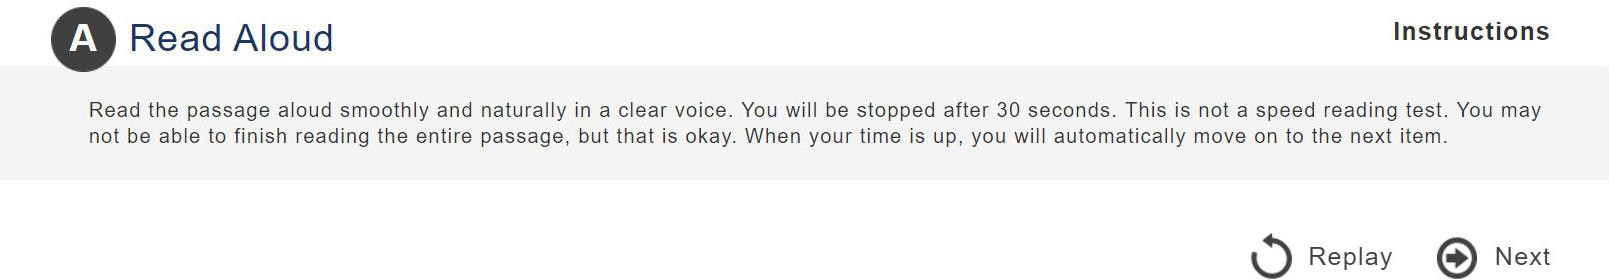 A Read Aloud
Instructions
Read the passage aloud smoothly and naturally in a clear voice. You will be stopped after 30 seconds. This is not a speed reading test. You may
not be able to finish reading the entire passage, but that is okay. When your time is up, you will automatically move on to the next item.
Replay Next